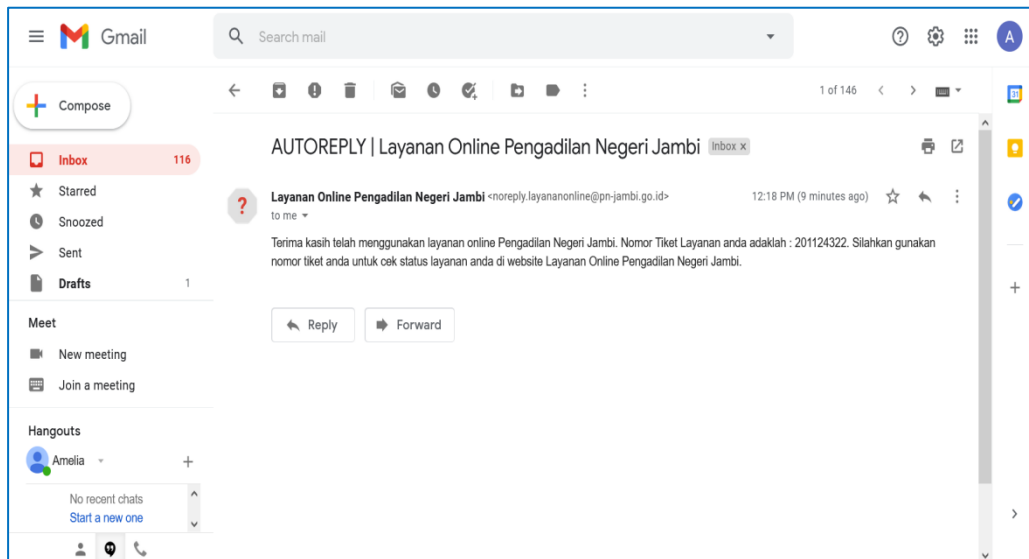 Gmail
Search mail
A
Compose
1 of 146
31
AUTOREPLY | Layanan Online Pengadilan Negeri Jambi Inbox x
Inbox 116
Starred
Snoozed
Sent
Drafts 1
? Layanan Online Pengadilan Negeri Jambi <noreply.layananonline@pn-jambi.go.id> 12:18 PM (9 minutes ago)
to me
Terima kasih telah menggunakan layanan online Pengadilan Negeri Jambi. Nomor Tiket Layanan anda adaklah : 201124322. Silahkan gunakan
nomor tiket anda untuk cek status layanan anda di website Layanan Online Pengadilan Negeri Jambi.
Reply Forward
Meet
New meeting
Join a meeting
Hangouts
Amelia
No recent chats
Start a new one